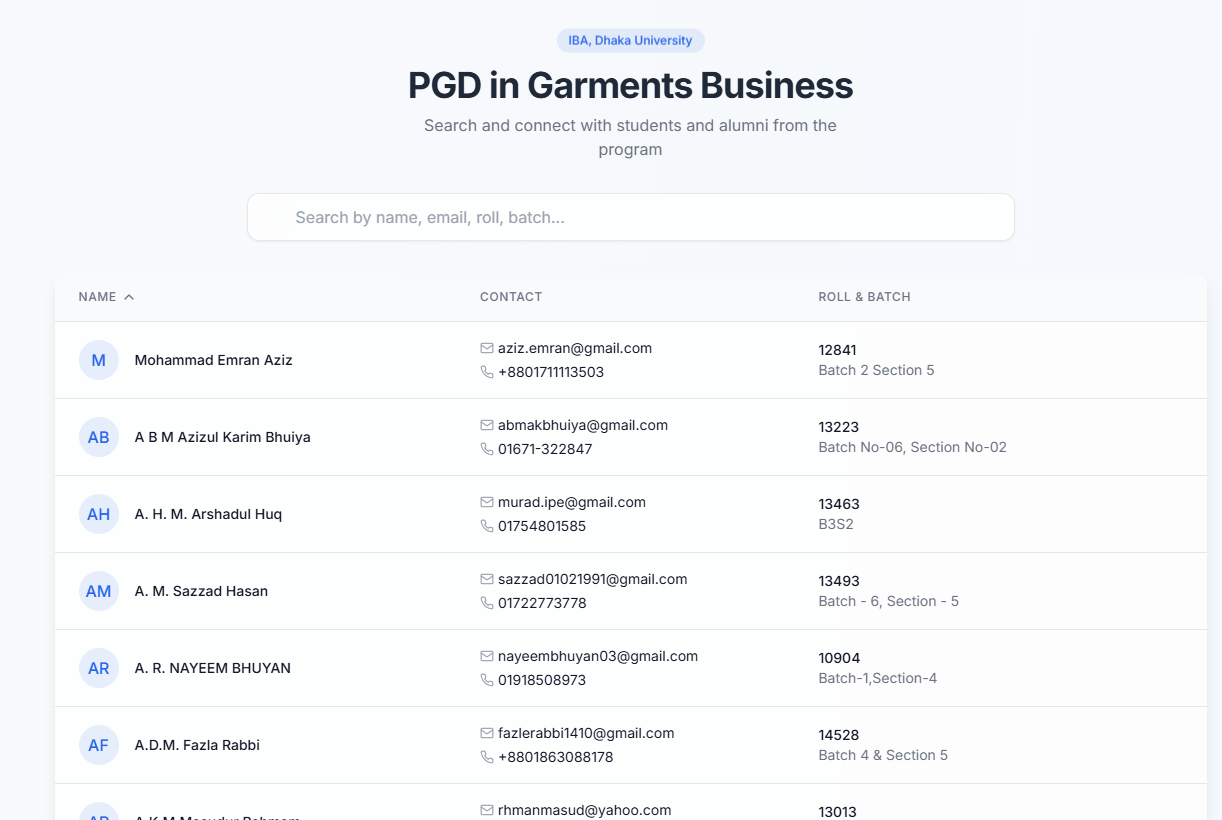 IBA, Dhaka University
PGD in Garments Business
Search and connect with students and alumni from the
program
Search by name, email, roll, batch...
NAME
CONTACT
ROLL & BATCH
M
Mohammad Emran Aziz
aziz.emran@gmail.com
+8801711113503
12841
Batch 2 Section 5
AB
A B M Azizul Karim Bhuiya
abmakbhuiya@gmail.com
01671-322847
13223
Batch No-06, Section No-02
AH
A. H. M. Arshadul Huq
murad.ipe@gmail.com
01754801585
13463
B3S2
AM
A. M. Sazzad Hasan
sazzad01021991@gmail.com
01722773778
13493
Batch - 6, Section - 5
AR
A. R. NAYEEM BHUYAN
nayeembhuyan03@gmail.com
01918508973
10904
Batch-1,Section-4
AF
A.D.M. Fazla Rabbi
fazlerabbi1410@gmail.com
+8801863088178
14528
Batch 4 & Section 5
rhmanmasud@yahoo.com
13013